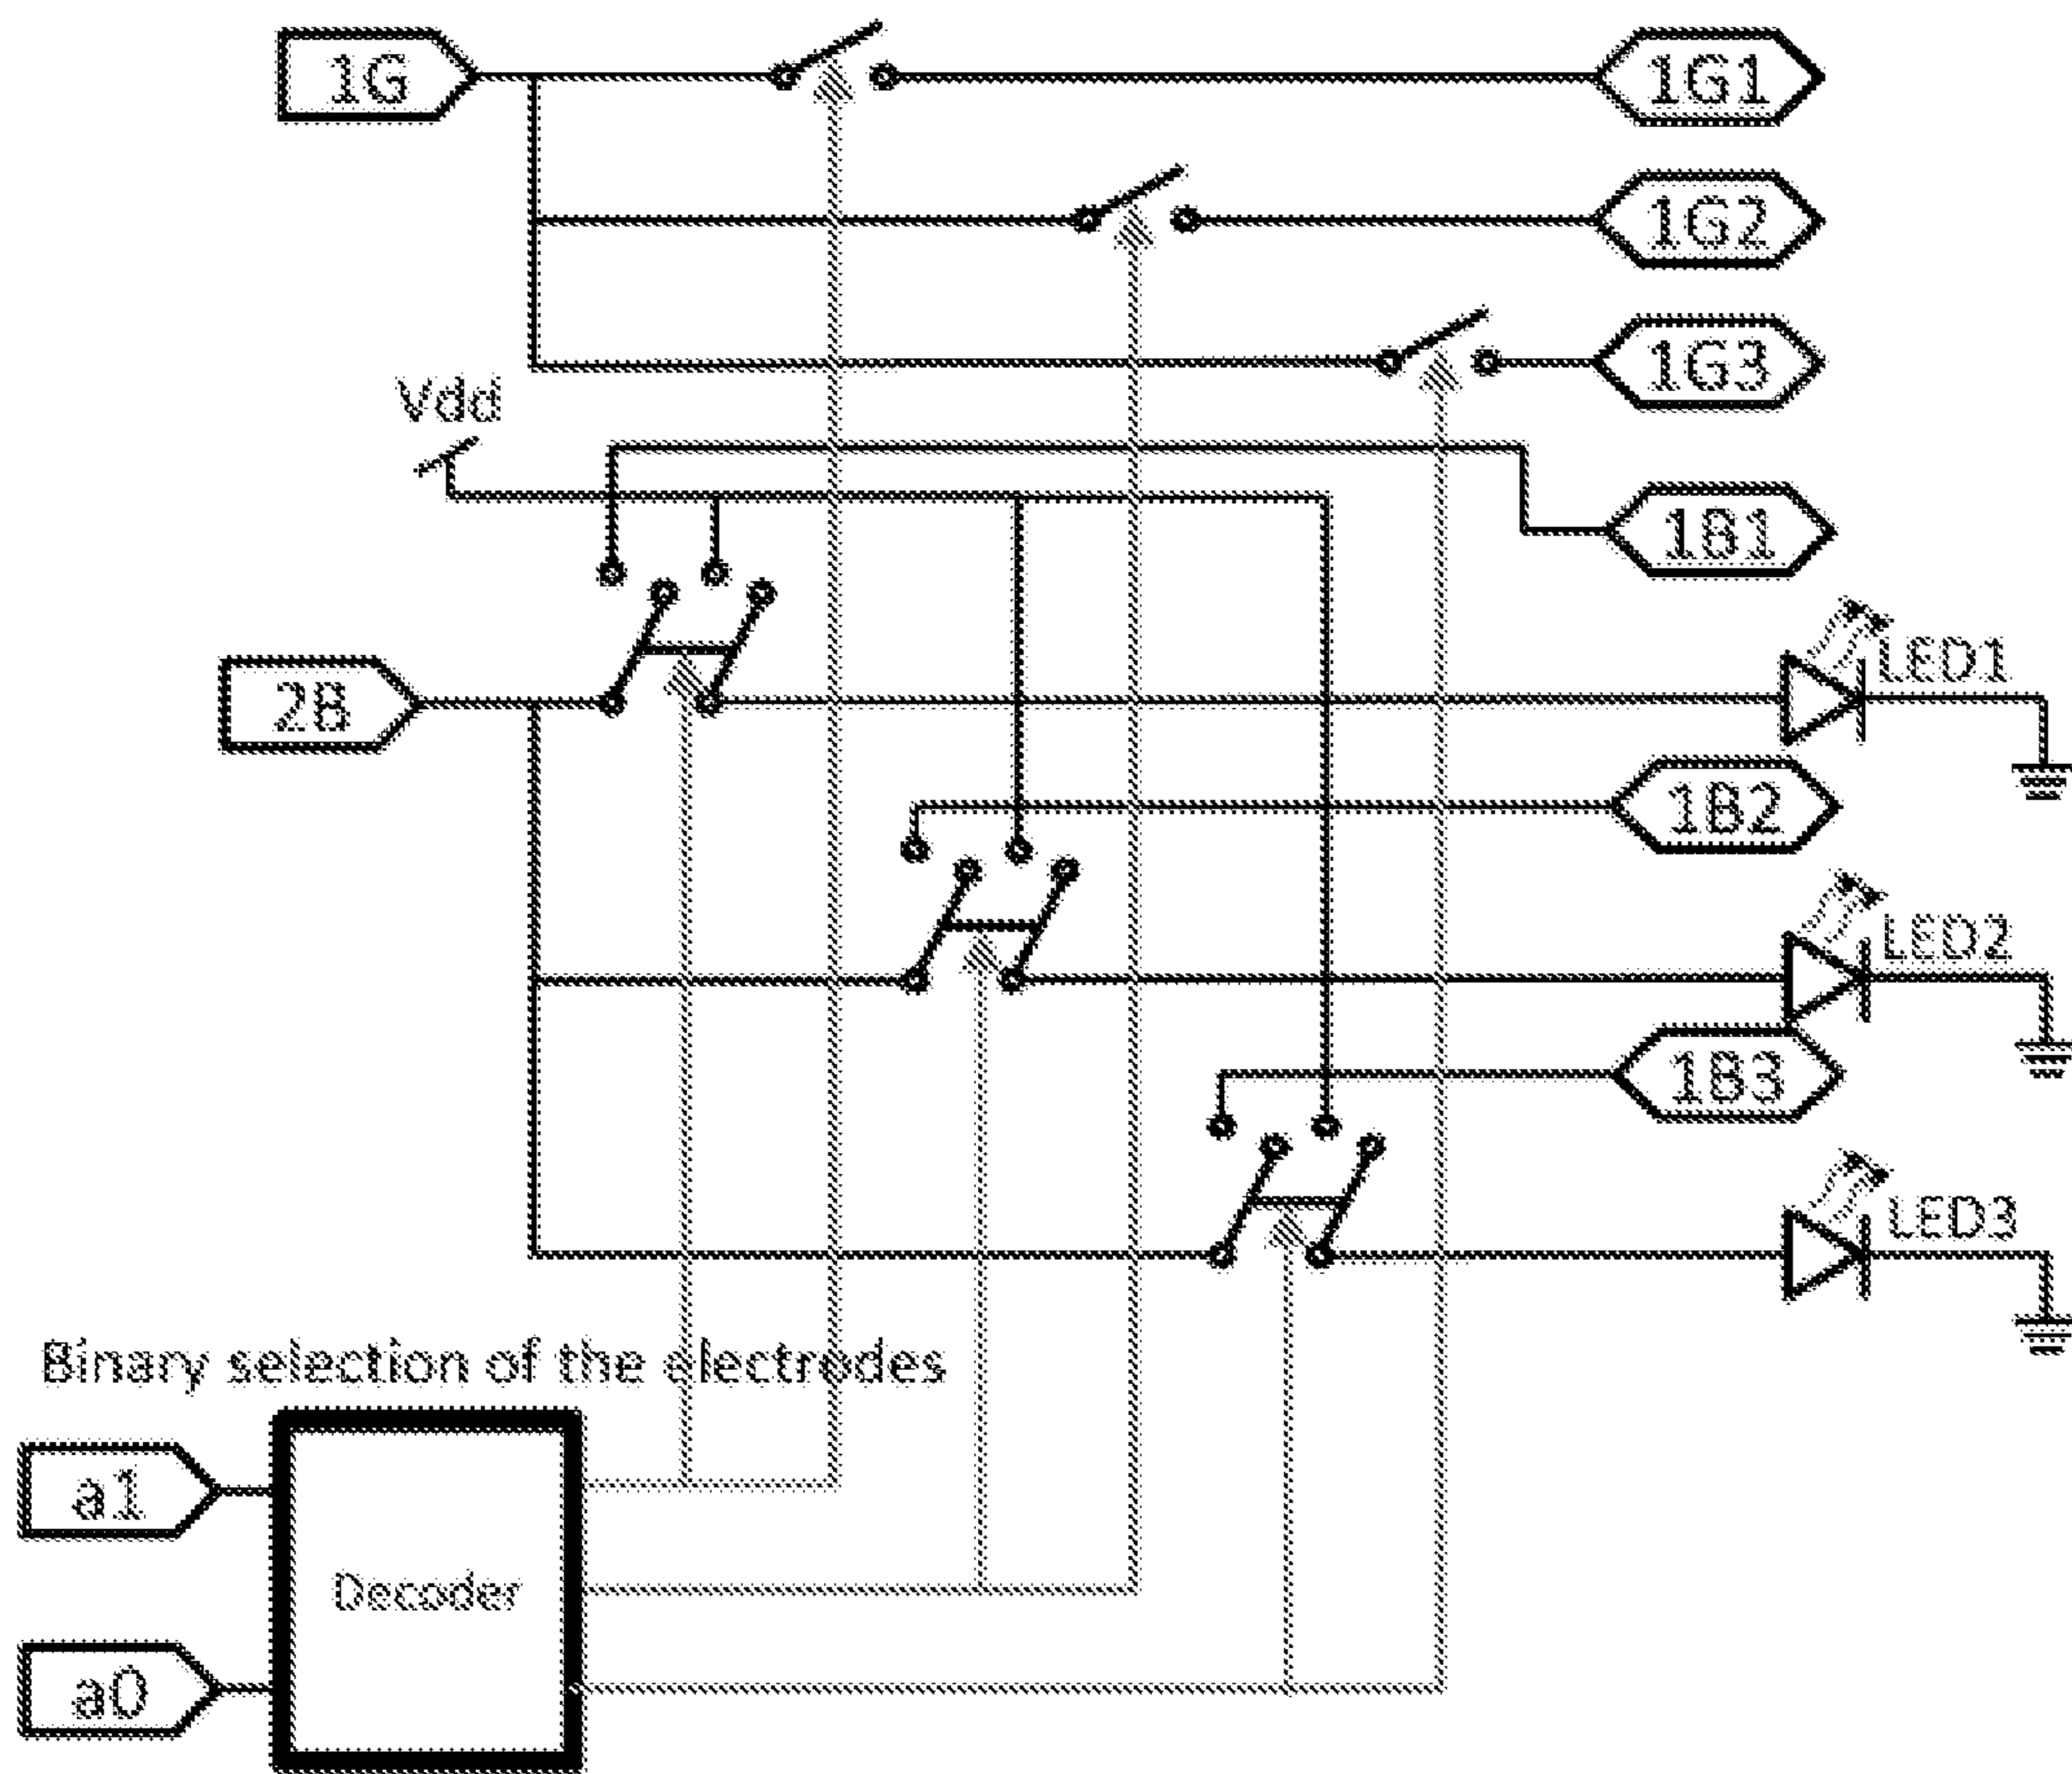 1G
1G1
1G2
1G3
Vdd
1B1
LED1
2B
1B2
LED2
1B3
LED3
Binary selection of the electrodes
a1
Decoder
a0